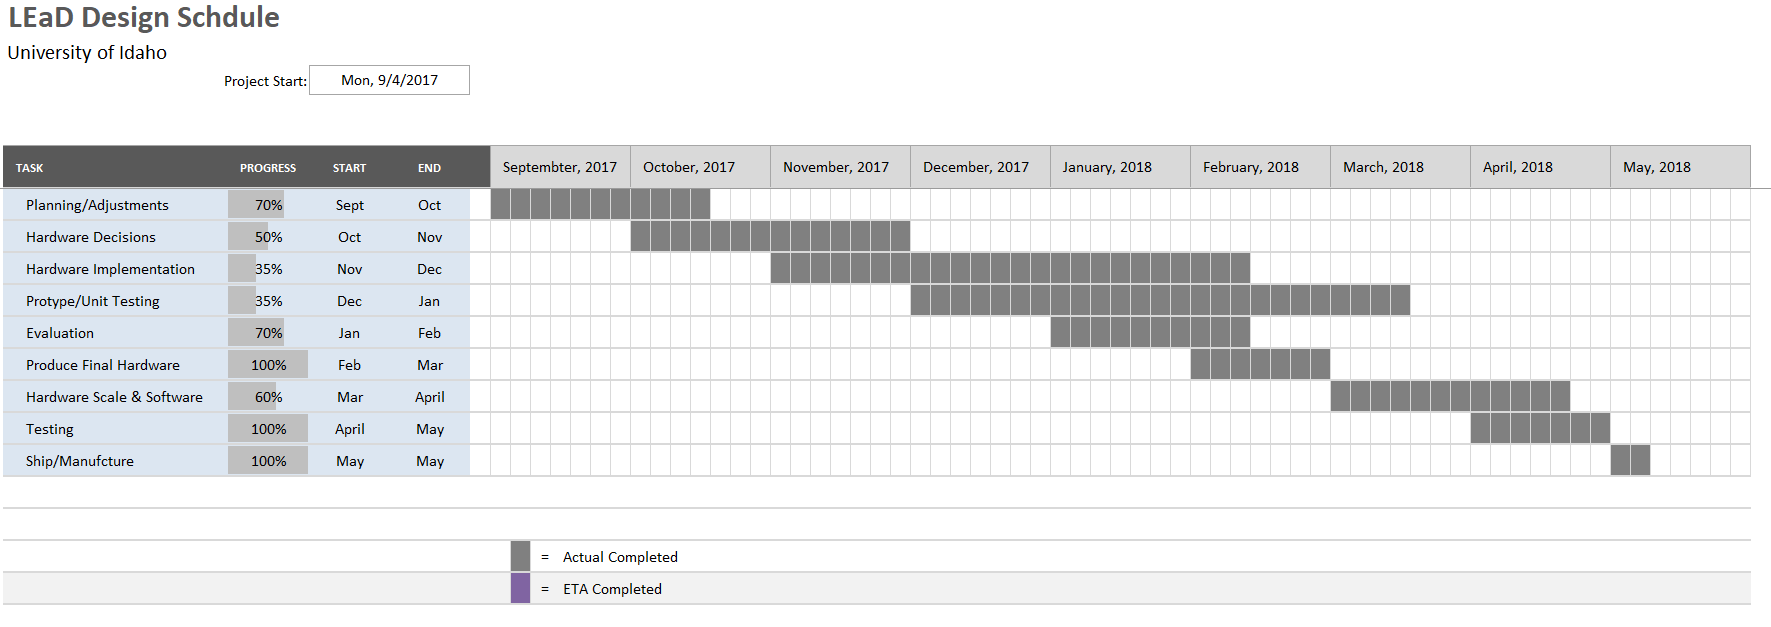 LEaD Design Schdule
University of Idaho
Project Start: Mon, 9/4/2017
TASK PROGRESS START END Septembter, 2017 October, 2017 November, 2017 December, 2017 January, 2018 February, 2018 March, 2018 April, 2018 May, 2018
Planning/Adjustments 70% Sept Oct
Hardware Decisions 50% Oct Nov
Hardware Implementation 35% Nov Dec
Protype/Unit Testing 35% Dec Jan
Evaluation 70% Jan Feb
Produce Final Hardware 100% Feb Mar
Hardware Scale & Software 60% Mar April
Testing 100% April May
Ship/Manufcture 100% May May
= Actual Completed
= ETA Completed